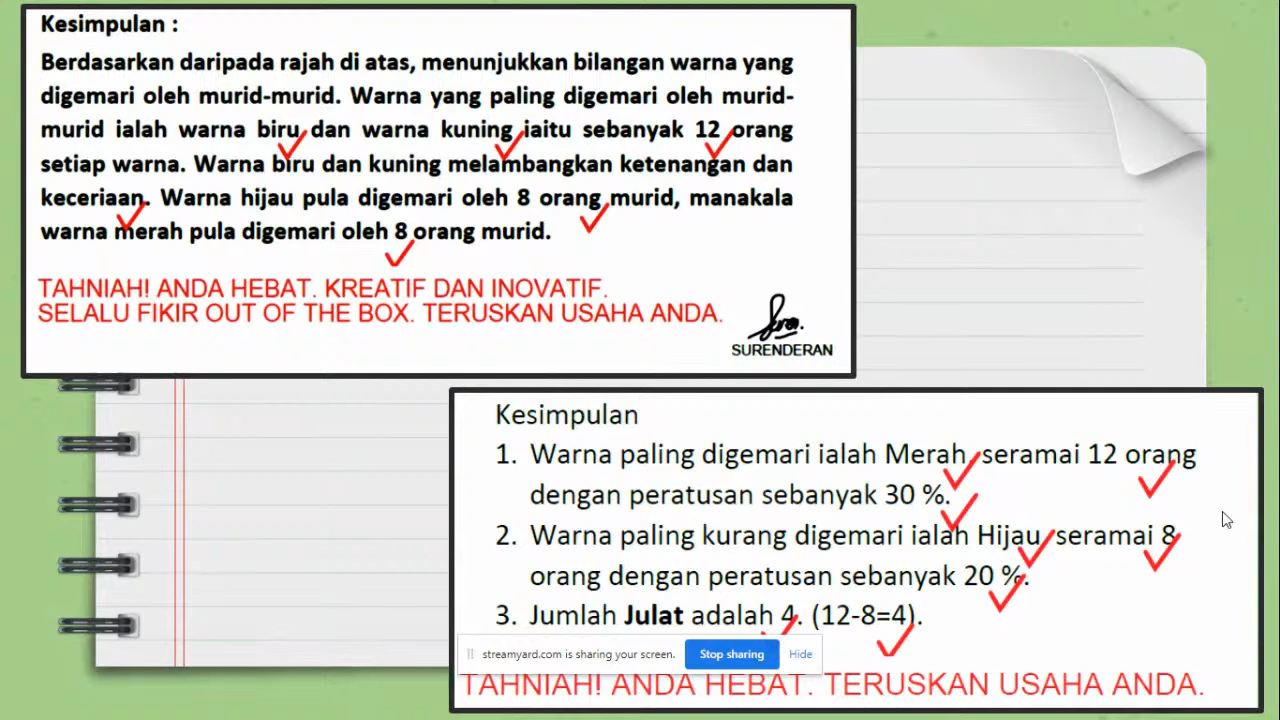 Kesimpulan :
Berdasarkan daripada rajah di atas, menunjukkan bilangan warna yang
digemari oleh murid-murid. Warna yang paling digemari oleh murid-
murid ialah warna biru dan warna kuning iaitu sebanyak 12 orang
setiap warna. Warna biru dan kuning melambangkan ketenangan dan
keceriaan. Warna hijau pula digemari oleh 8 orang murid, manakala
warna merah pula digemari oleh 8 orang murid.
TAHNIAH! ANDA HEBAT. KREATIF DAN INOVATIF.
SELALU FIKIR OUT OF THE BOX. TERUSKAN USAHA ANDA.
SURENDERAN
Kesimpulan
1. Warna paling digemari ialah Merah, seramai 12 orang
dengan peratusan sebanyak 30 %.
2. Warna paling kurang digemari ialah Hijau, seramai 8
orang dengan peratusan sebanyak 20 %.
3. Jumlah Julat adalah 4. (12-8=4).
streamyard.com is sharing your screen. Stop sharing Hide
TAHNIAH! ANDA HEBAT. TERUSKAN USAHA ANDA.